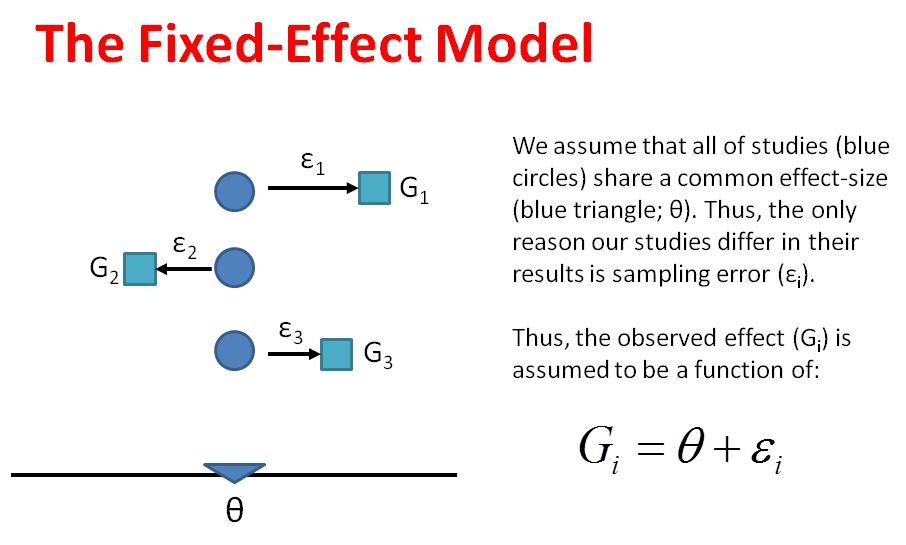 The Fixed-Effect Model
ε₁
G₁
ε₂
G₂
ε₃
G₃
θ
We assume that all of studies (blue
circles) share a common effect-size
(blue triangle; θ). Thus, the only
reason our studies differ in their
results is sampling error (εᵢ).
Thus, the observed effect (Gᵢ) is
assumed to be a function of:
Gᵢ = θ + εᵢ